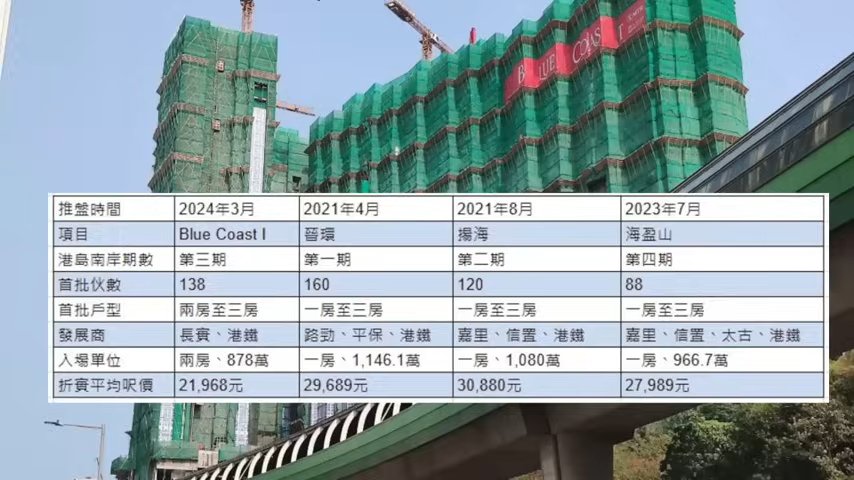 BLUE COAST I
推盤時間 2024年3月 2021年4月 2021年8月 2023年7月
項目 Blue Coast I 晉環 揚海 海盈山
港島南岸期數 第三期 第一期 第二期 第四期
首批伙數 138 160 120 88
首批戶型 兩房至三房 一房至三房 一房至三房 一房至三房
發展商 長實、港鐵 路勁、平保、港鐵 嘉里、信置、港鐵 嘉里、信置、太古、港鐵
入場單位 兩房、878萬 一房、1,146.1萬 一房、1,080萬 一房、966.7萬
折實平均呎價 21,968元 29,689元 30,880元 27,989元